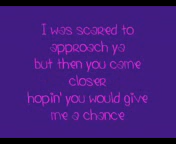 I was scared to
approach ya
but then you came
closer
hopin' you would give
me a chance